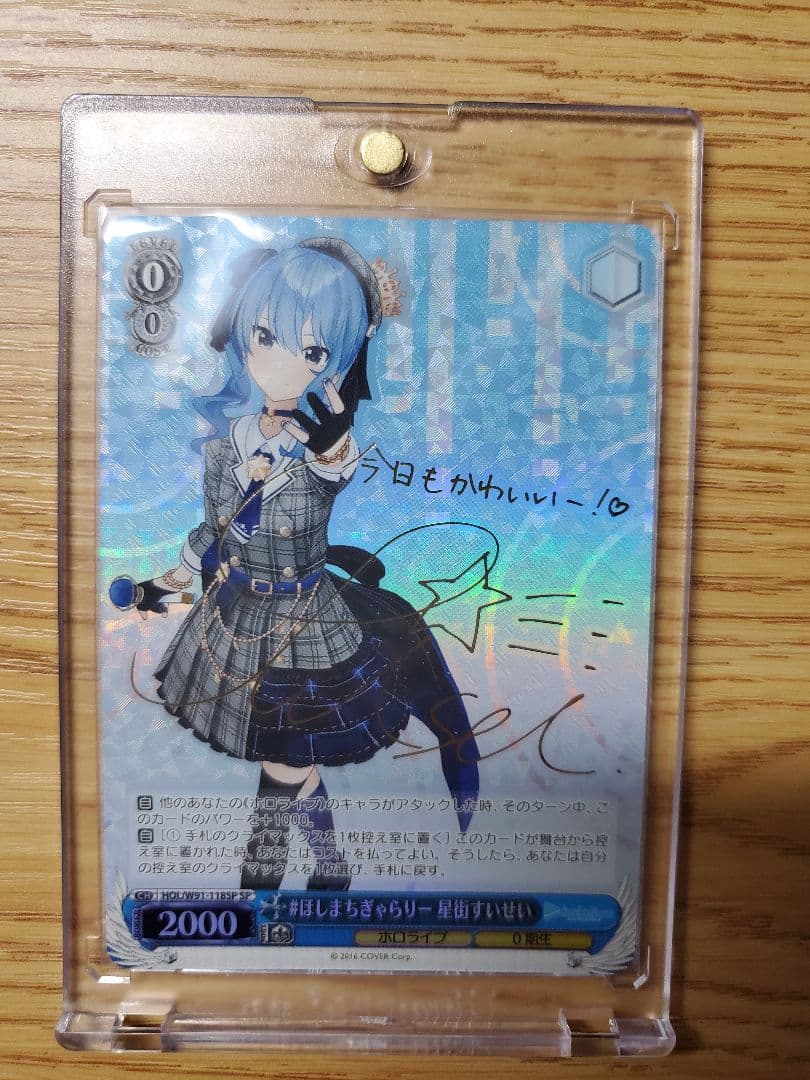 LEVEL
0
0
COST
今日もかわいいー!♡
Sui
sei.
自 他のあなたの《ホロライブ》のキャラがアタックした時、そのターン中、こ
のカードのパワーを+1000。
自 [① 手札のクライマックスを1枚控え室に置く] このカードが舞台から控
え室に置かれた時、あなたはコストを払ってよい。そうしたら、あなたは自分
の控え室のクライマックスを1枚選び、手札に戻す。
CH HOL/W91-118SP SP
POWER 2000 SOUL #ほしまちぎゃらりー 星街すいせい
ホロライブ 0期生
© 2016 COVER Corp.